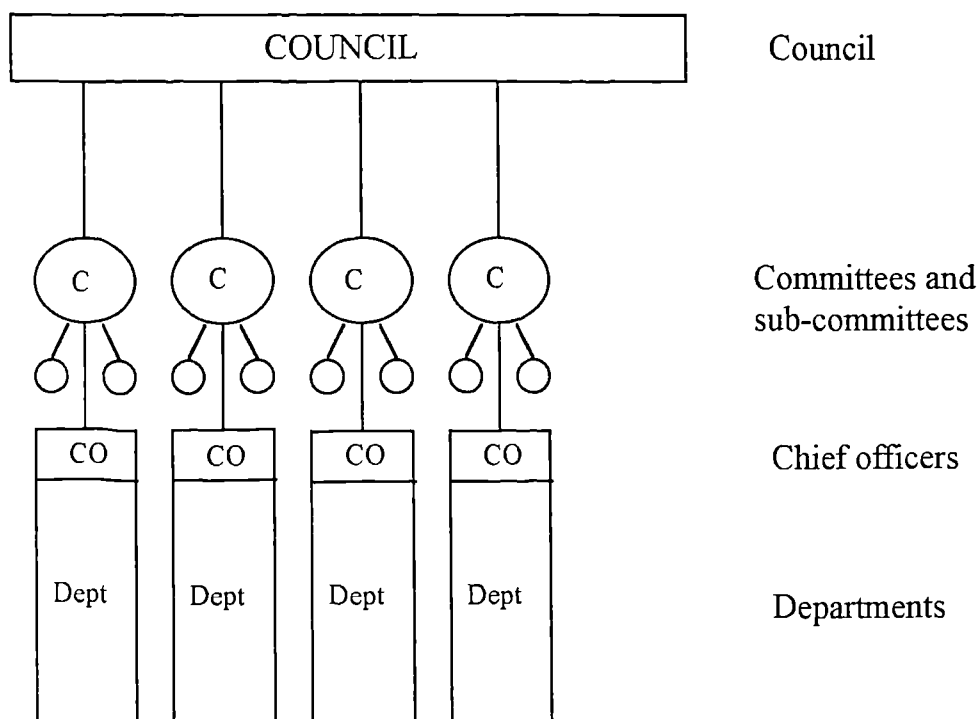 COUNCIL
Council
C
C
C
C
Committees and
sub-committees
CO
CO
CO
CO
Chief officers
Dept
Dept
Dept
Dept
Departments